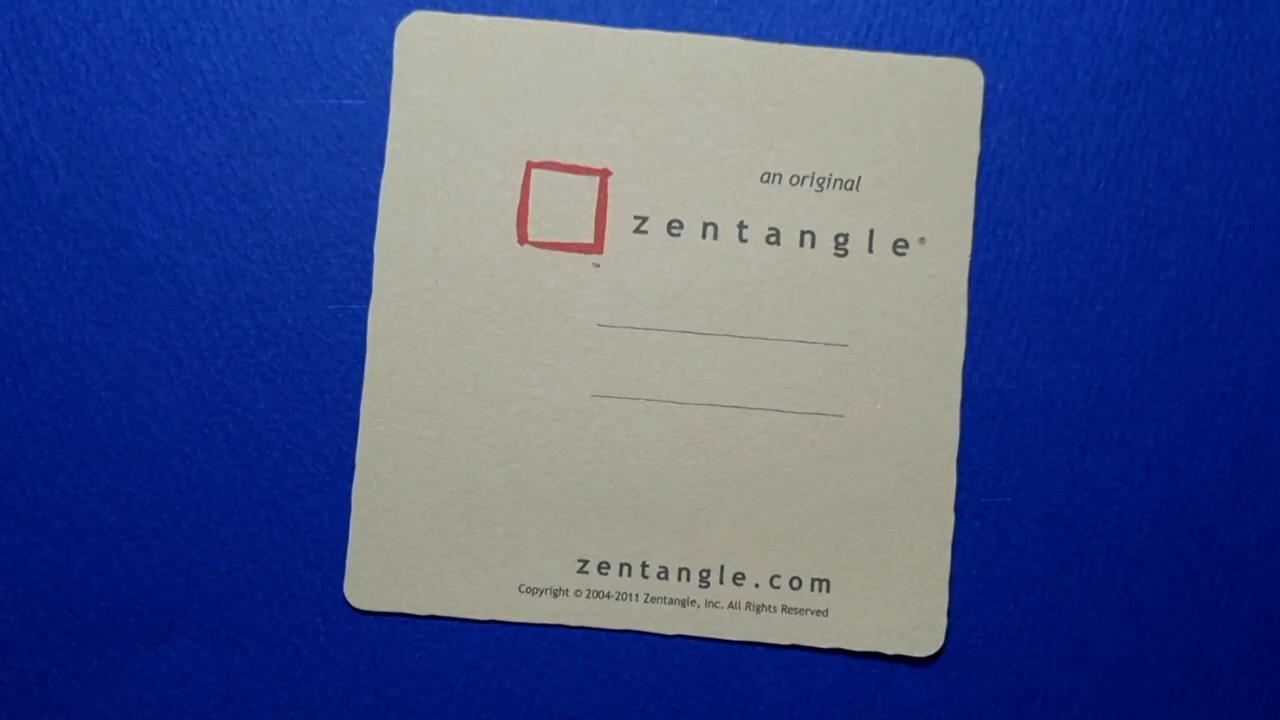 an original
zentangle®
™
zentangle.com
Copyright © 2004-2011 Zentangle, Inc. All Rights Reserved